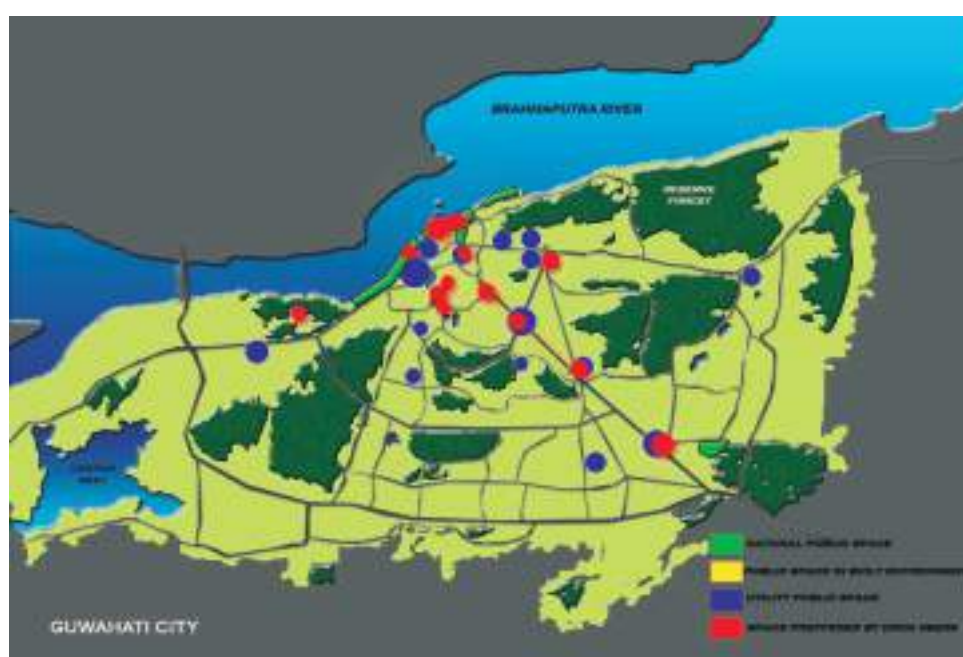 BRAHMAPUTRA RIVER
RESERVE
FOREST
GUWAHATI CITY
NATURAL PUBLIC SPACE
PUBLIC SPACE IN BUILT ENVIRONMENT
UTILITY PUBLIC SPACE
SPACE PREFERRED BY